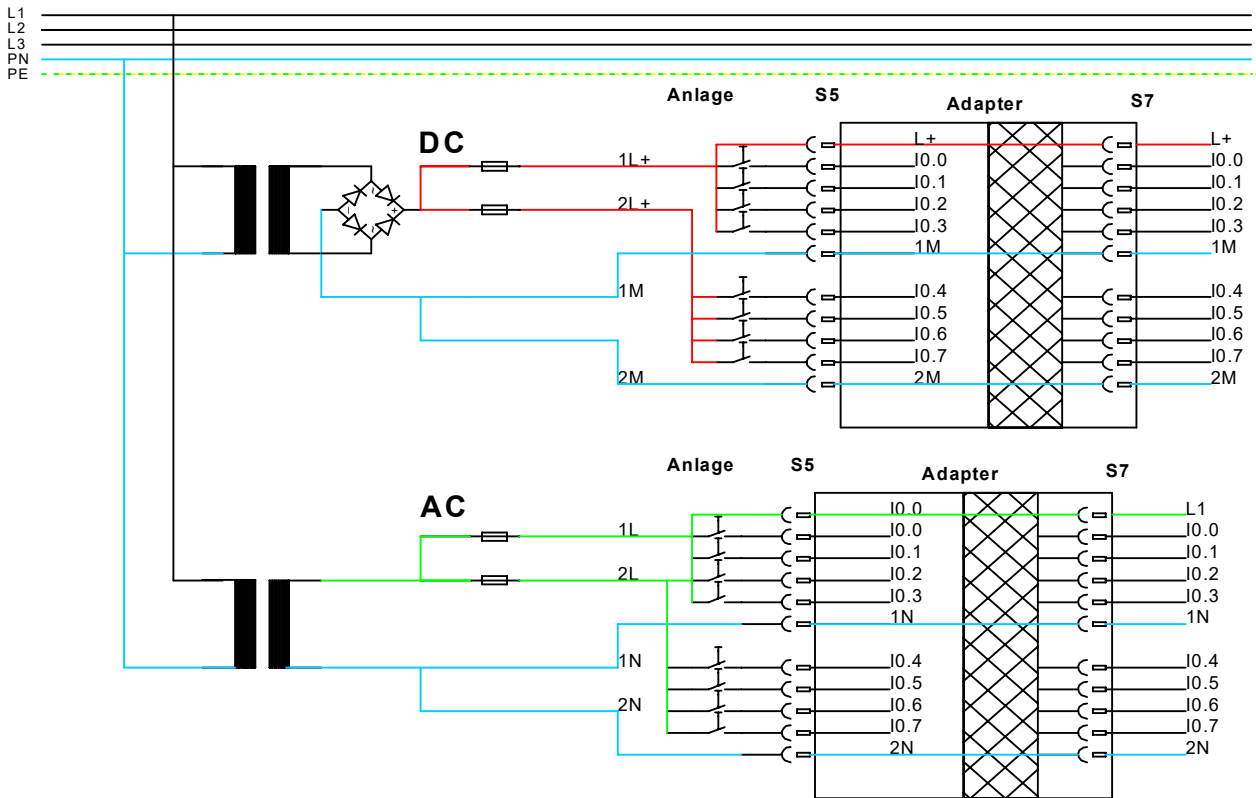 L1
L2
L3
PN
PE
Anlage S5 Adapter S7
DC
L+ L+
1L+ I0.0 I0.0
I0.1 I0.1
2L+ I0.2 I0.2
I0.3 I0.3
1M 1M
1M I0.4 I0.4
I0.5 I0.5
I0.6 I0.6
I0.7 I0.7
2M 2M 2M
Anlage S5 Adapter S7
AC
I0.0 L1
1L I0.0 I0.0
I0.1 I0.1
2L I0.2 I0.2
I0.3 I0.3
1N 1N
1N I0.4 I0.4
I0.5 I0.5
2N I0.6 I0.6
I0.7 I0.7
2N 2N